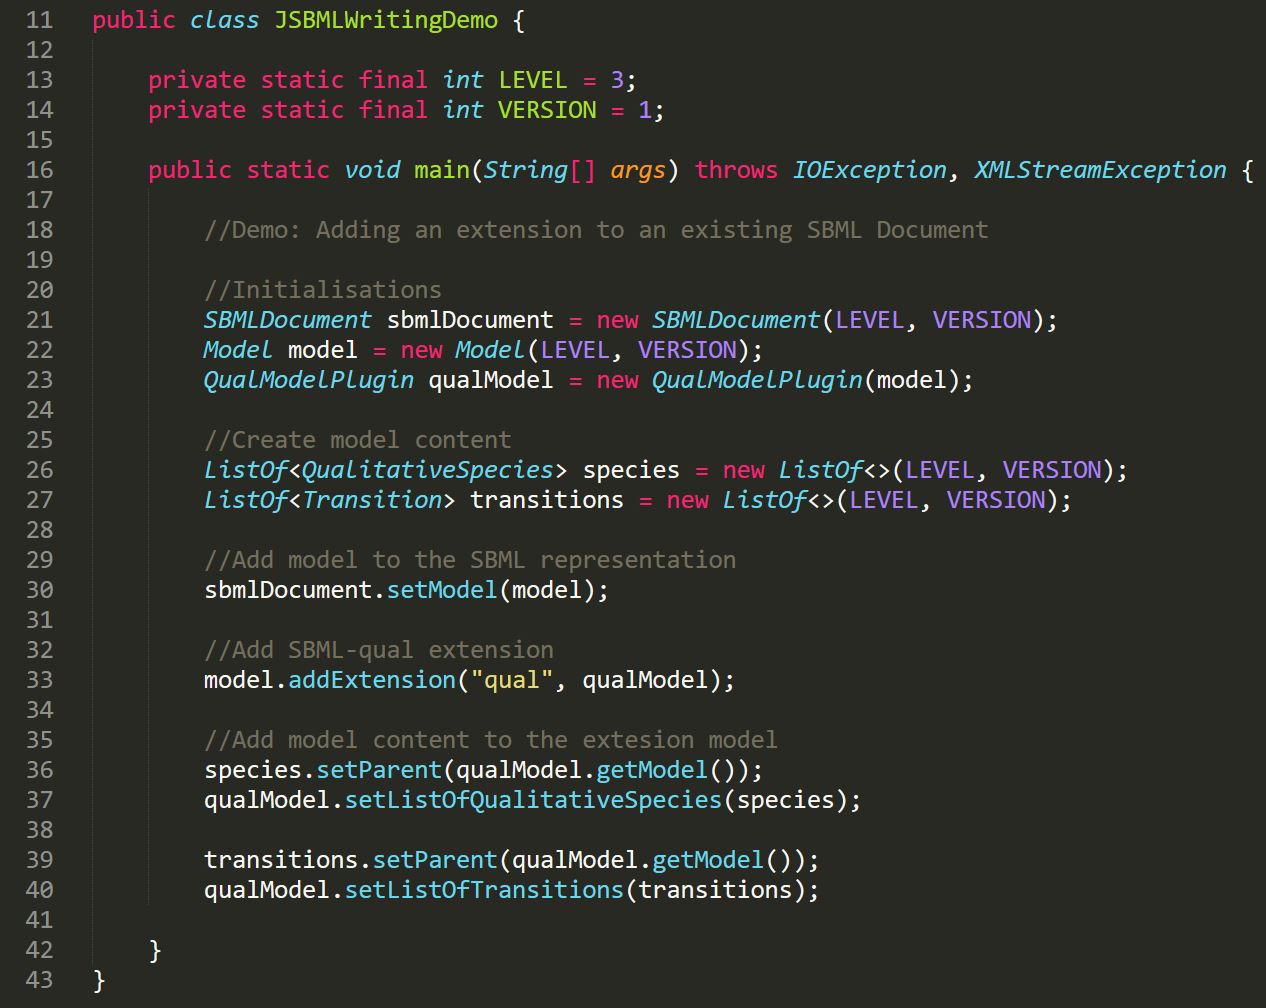 11 public class JSBMLWritingDemo {
12
13 private static final int LEVEL = 3;
14 private static final int VERSION = 1;
15
16 public static void main(String[] args) throws IOException, XMLStreamException {
17
18 //Demo: Adding an extension to an existing SBML Document
19
20 //Initialisations
21 SBMLDocument sbmlDocument = new SBMLDocument(LEVEL, VERSION);
22 Model model = new Model(LEVEL, VERSION);
23 QualModelPlugin qualModel = new QualModelPlugin(model);
24
25 //Create model content
26 ListOf<QualitativeSpecies> species = new ListOf<>(LEVEL, VERSION);
27 ListOf<Transition> transitions = new ListOf<>(LEVEL, VERSION);
28
29 //Add model to the SBML representation
30 sbmlDocument.setModel(model);
31
32 //Add SBML-qual extension
33 model.addExtension("qual", qualModel);
34
35 //Add model content to the extesion model
36 species.setParent(qualModel.getModel());
37 qualModel.setListOfQualitativeSpecies(species);
38
39 transitions.setParent(qualModel.getModel());
40 qualModel.setListOfTransitions(transitions);
41
42 }
43 }